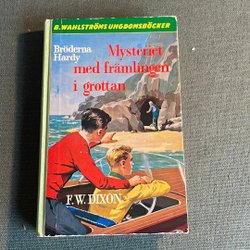 B. WAHLSTRÖMS UNGDOMSBÖCKER
Bröderna
Hardy
Mysteriet
med främlingen
i grottan
F. W. DIXON